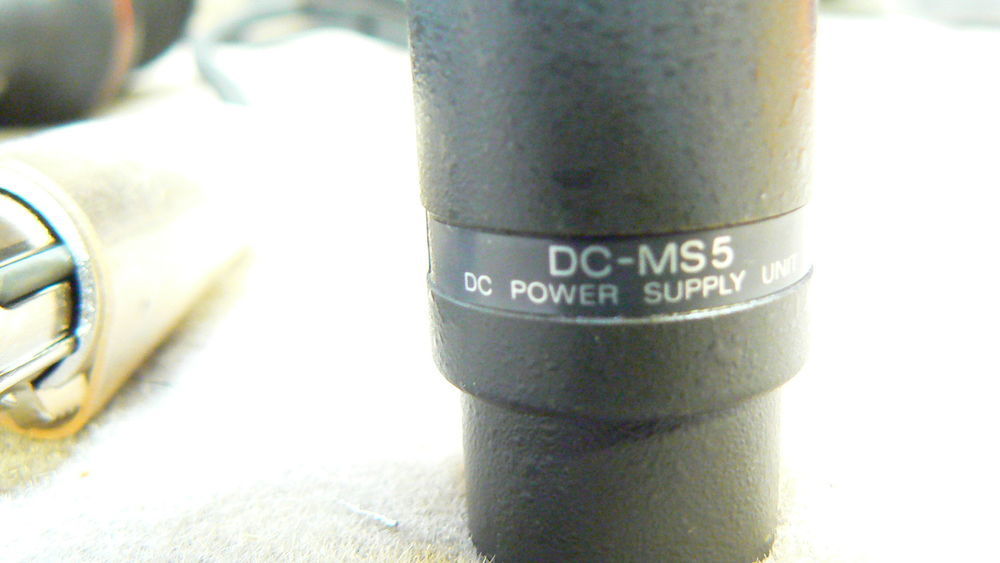 DC-MS5
DC POWER SUPPLY UNIT